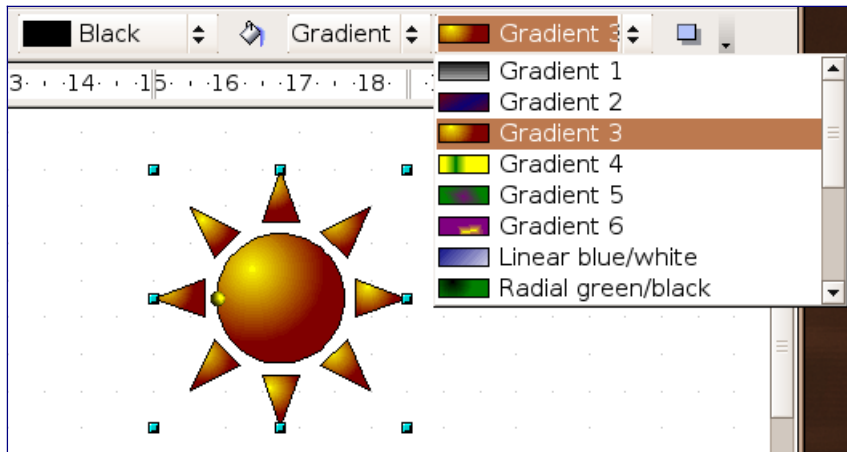 Black Gradient Gradient 3
3 14 15 16 17 18
Gradient 1
Gradient 2
Gradient 3
Gradient 4
Gradient 5
Gradient 6
Linear blue/white
Radial green/black